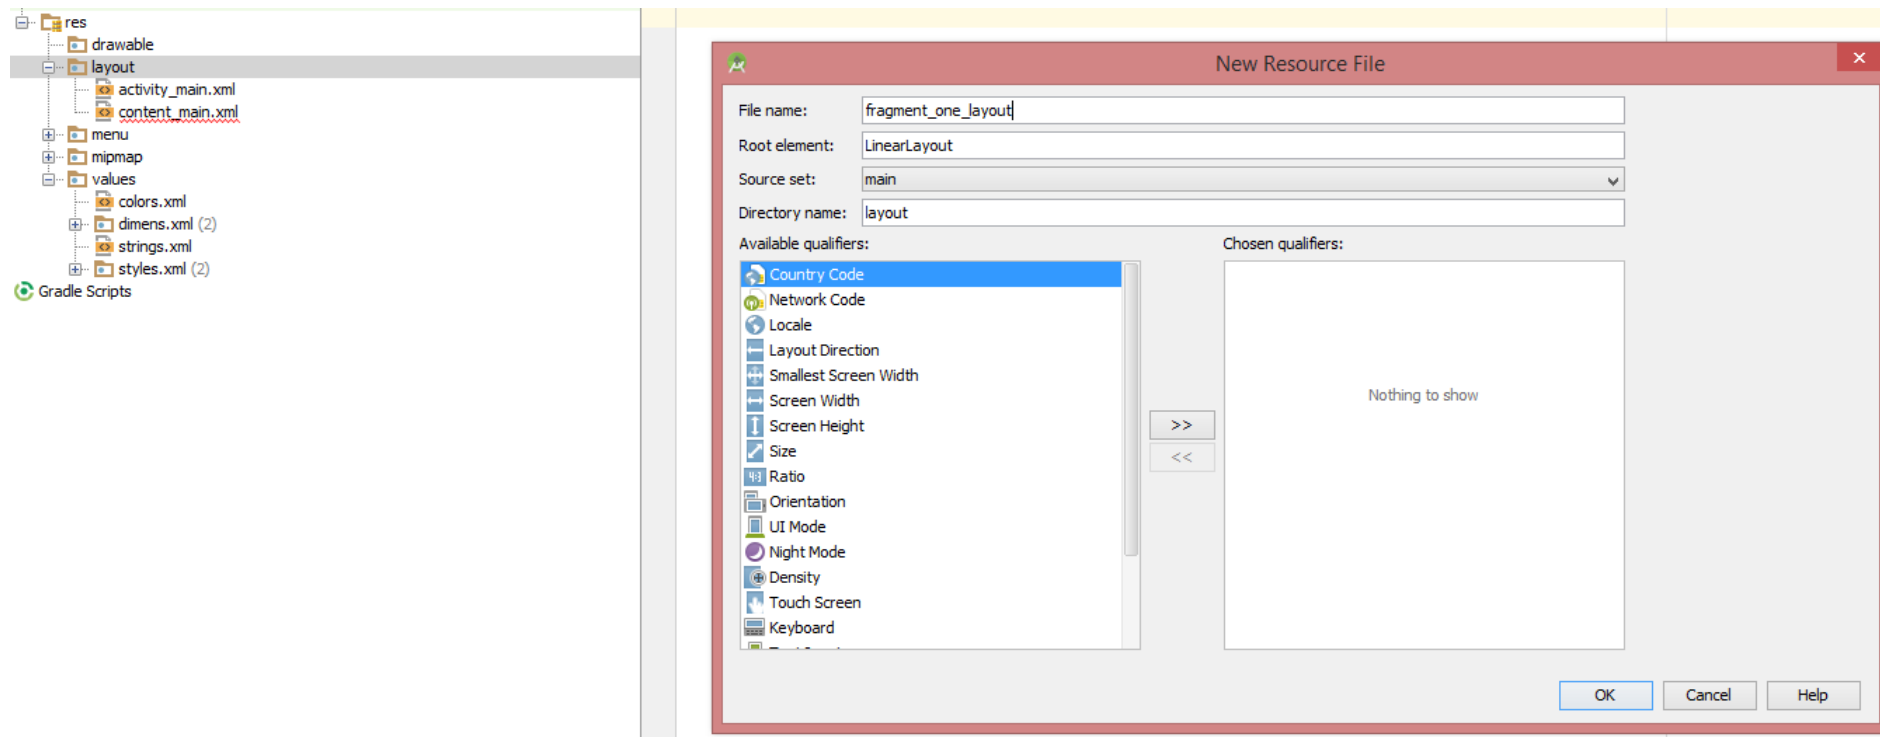 res
drawable
layout
activity_main.xml
content_main.xml
menu
mipmap
values
colors.xml
dimens.xml (2)
strings.xml
styles.xml (2)
Gradle Scripts
New Resource File
File name: fragment_one_layout
Root element: LinearLayout
Source set: main
Directory name: layout
Available qualifiers:
Country Code
Network Code
Locale
Layout Direction
Smallest Screen Width
Screen Width
Screen Height
Size
Ratio
Orientation
UI Mode
Night Mode
Density
Touch Screen
Keyboard
>>
<<
Chosen qualifiers:
Nothing to show
OK Cancel Help